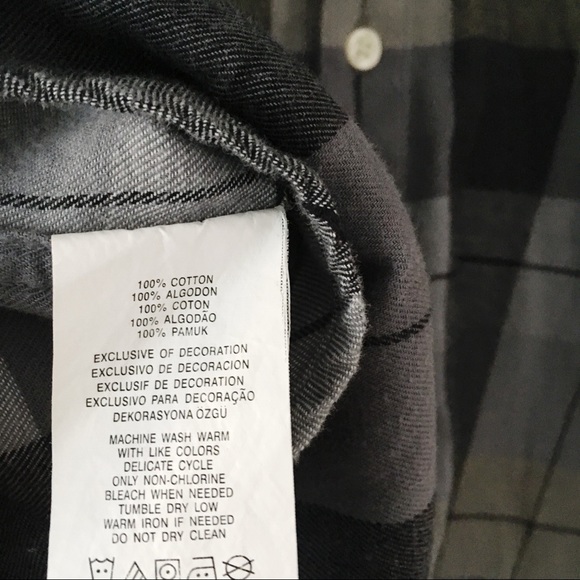 100% COTTON
100% ALGODON
100% COTON
100% ALGODÃO
100% PAMUK
EXCLUSIVE OF DECORATION
EXCLUSIVO DE DECORACION
EXCLUSIF DE DECORATION
EXCLUSIVO PARA DECORAÇÃO
DEKORASYONA OZGU
MACHINE WASH WARM
WITH LIKE COLORS
DELICATE CYCLE
ONLY NON-CHLORINE
BLEACH WHEN NEEDED
TUMBLE DRY LOW
WARM IRON IF NEEDED
DO NOT DRY CLEAN